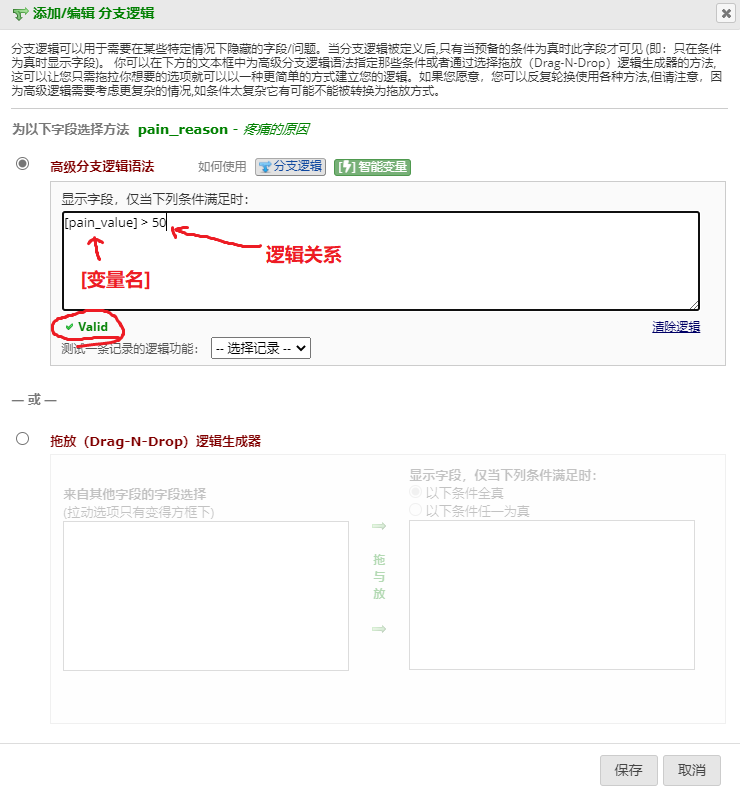 添加/编辑 分支逻辑
分支逻辑可以用于需要在某些特定情况下隐藏的字段/问题。当分支逻辑被定义后,只有当预备的条件为真时此字段才可见 (即：只在条件
为真时显示字段)。 你可以在下方的文本框中为高级分支逻辑语法指定那些条件或者通过选择拖放（Drag-N-Drop）逻辑生成器的方法,
这可以让您只需拖拉你想要的选项就可以以一种更简单的方式建立您的逻辑。如果您愿意，您可以反复轮换使用各种方法,但请注意，因
为高级逻辑需要考虑更复杂的情况,如条件太复杂它有可能不能被转换为拖放方式。
为以下字段选择方法 pain_reason - 疼痛的原因
高级分支逻辑语法 如何使用 分支逻辑 [⚡] 智能变量
显示字段，仅当下列条件满足时：
[pain_value] > 50
逻辑关系
[变量名]
Valid
清除逻辑
测试一条记录的逻辑功能： -- 选择记录 --
— 或 —
拖放（Drag-N-Drop）逻辑生成器
显示字段，仅当下列条件满足时：
来自其他字段的字段选择
以下条件全真
(拉动选项只有变得方框下)
以下条件任一为真
⇒
拖
与
放
⇒
保存 取消